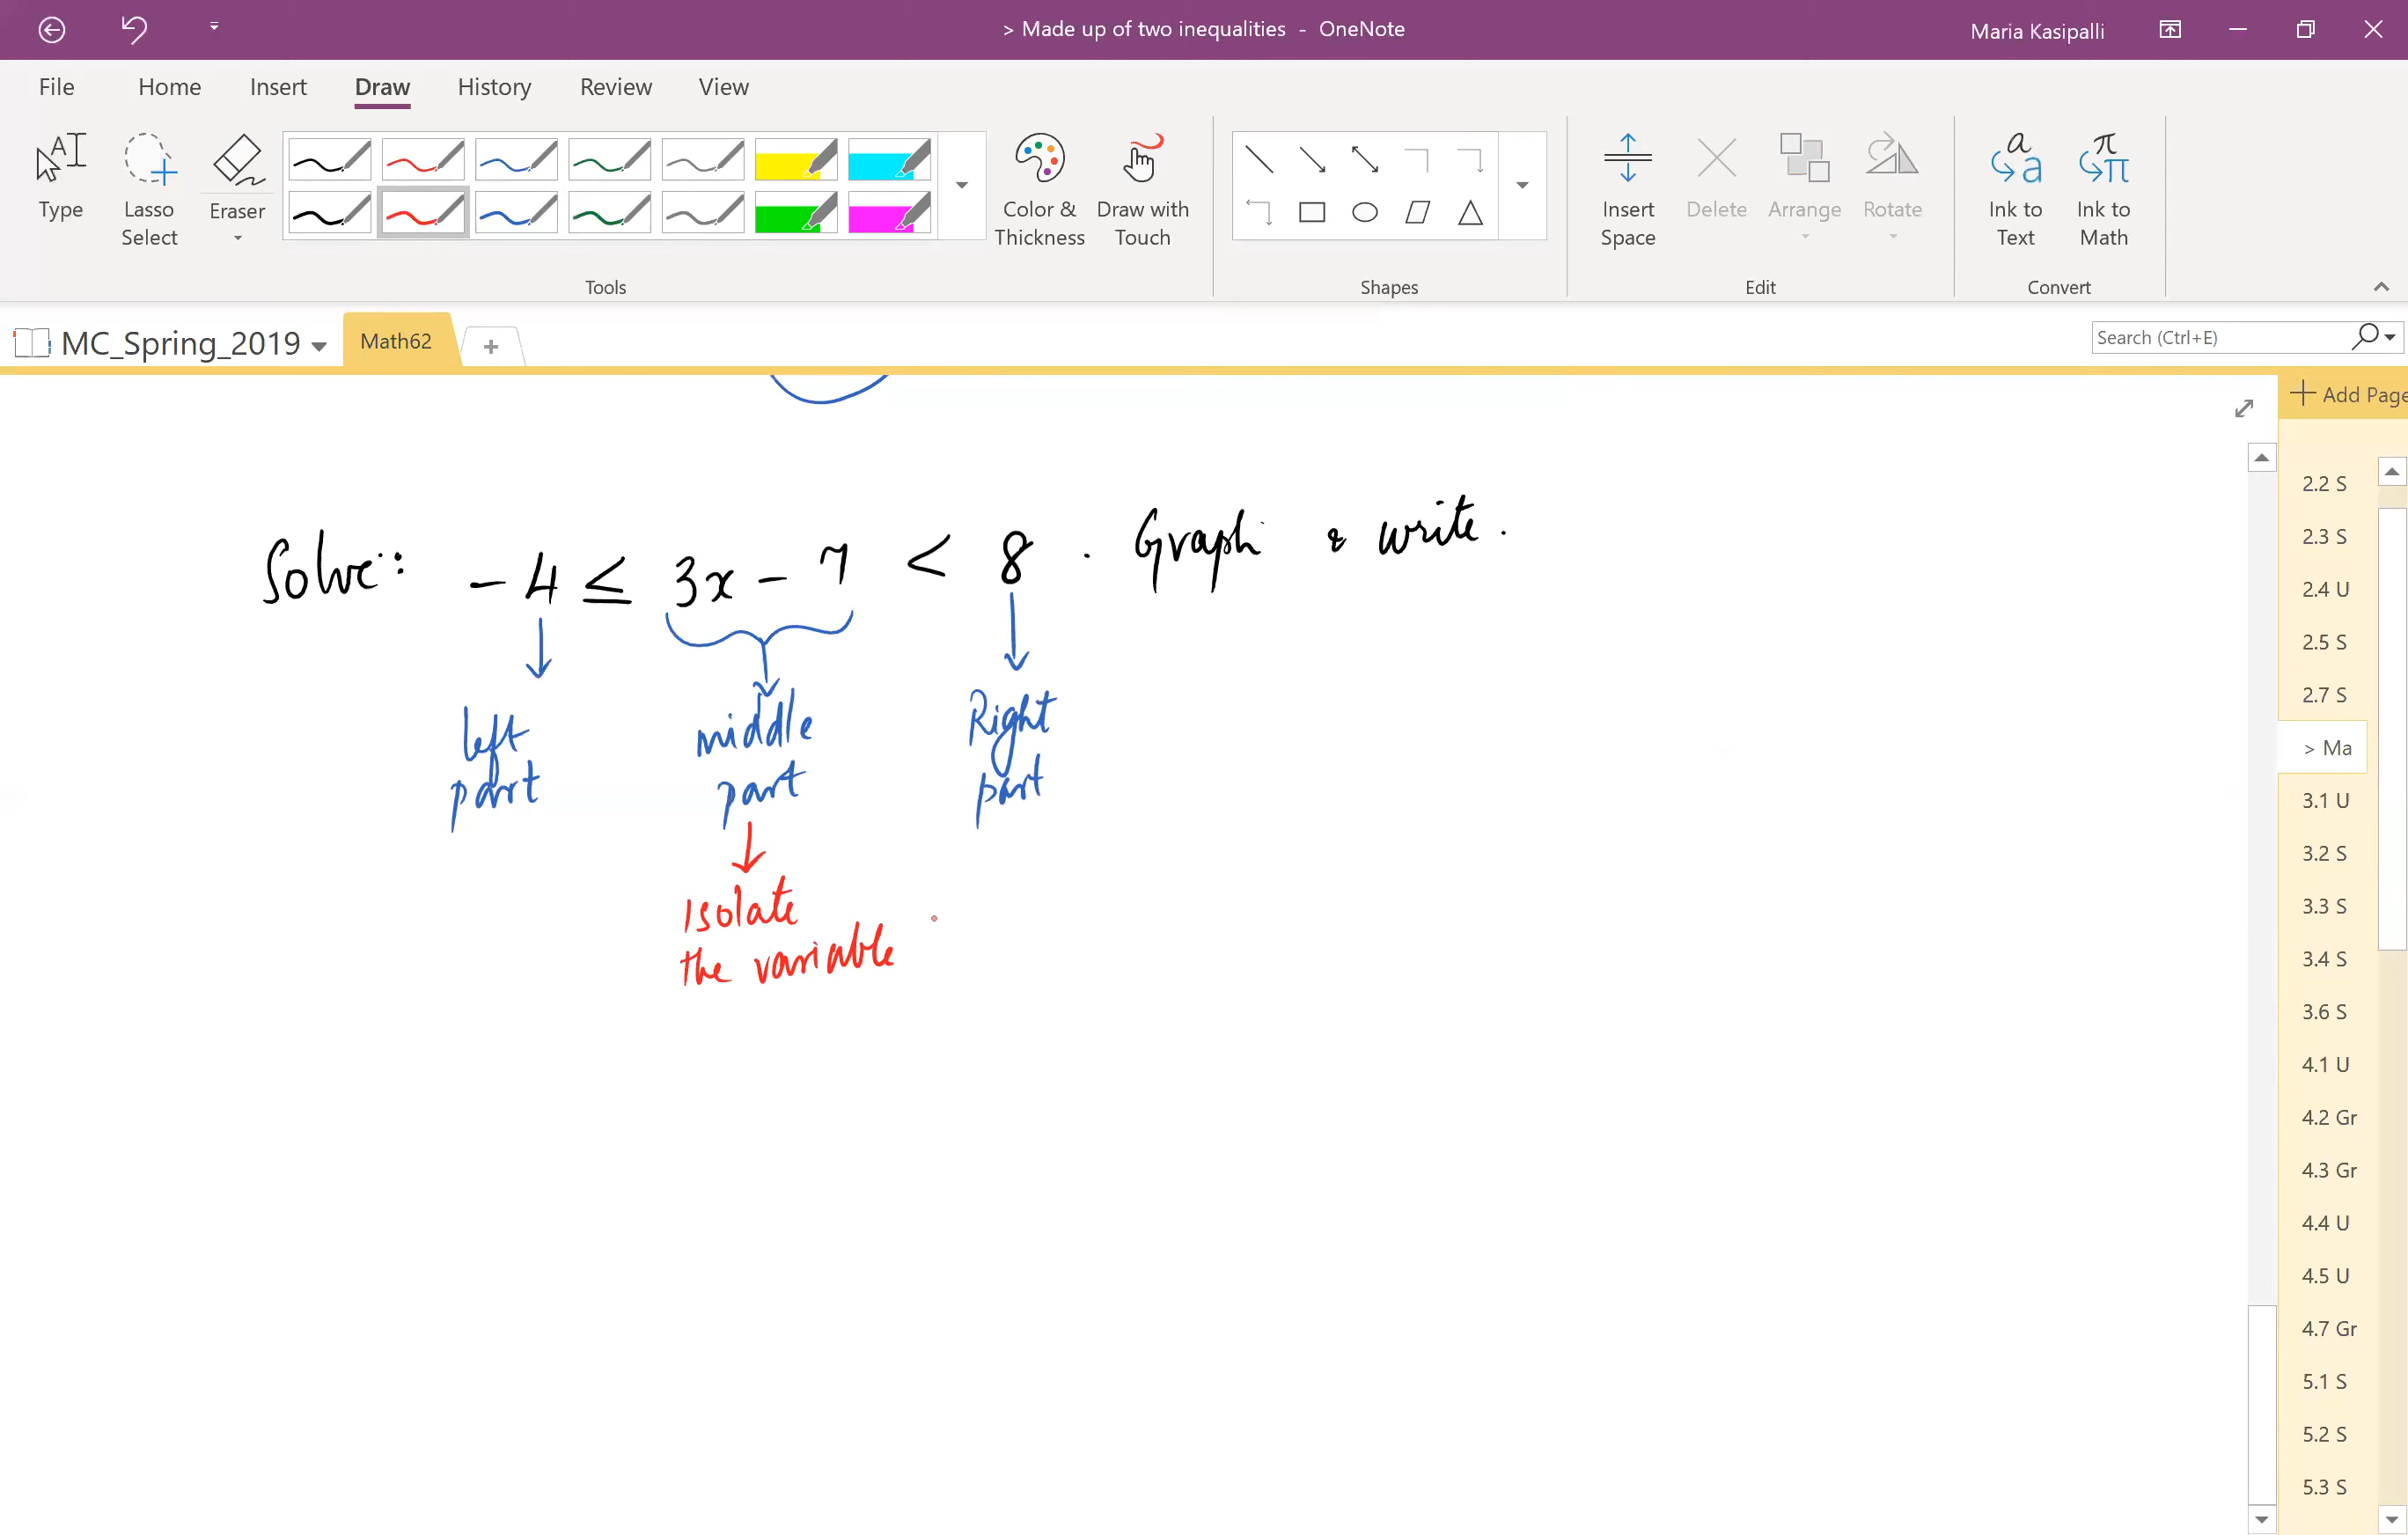 > Made up of two inequalities - OneNote
Maria Kasipalli
File Home Insert Draw History Review View
Type
Lasso Select
Eraser
Color & Thickness
Draw with Touch
Insert Space
Delete
Arrange
Rotate
Ink to Text
Ink to Math
Tools
Shapes
Edit
Convert
MC_Spring_2019
Math62
Search (Ctrl+E)
Add Page
Solve: -4 ≤ 3x - 7 < 8 . Graph & write.
left part
middle part
Right part
Isolate
the variable
2.2 S
2.3 S
2.4 U
2.5 S
2.7 S
> Ma
3.1 U
3.2 S
3.3 S
3.4 S
3.6 S
4.1 U
4.2 Gr
4.3 Gr
4.4 U
4.5 U
4.7 Gr
5.1 S
5.2 S
5.3 S